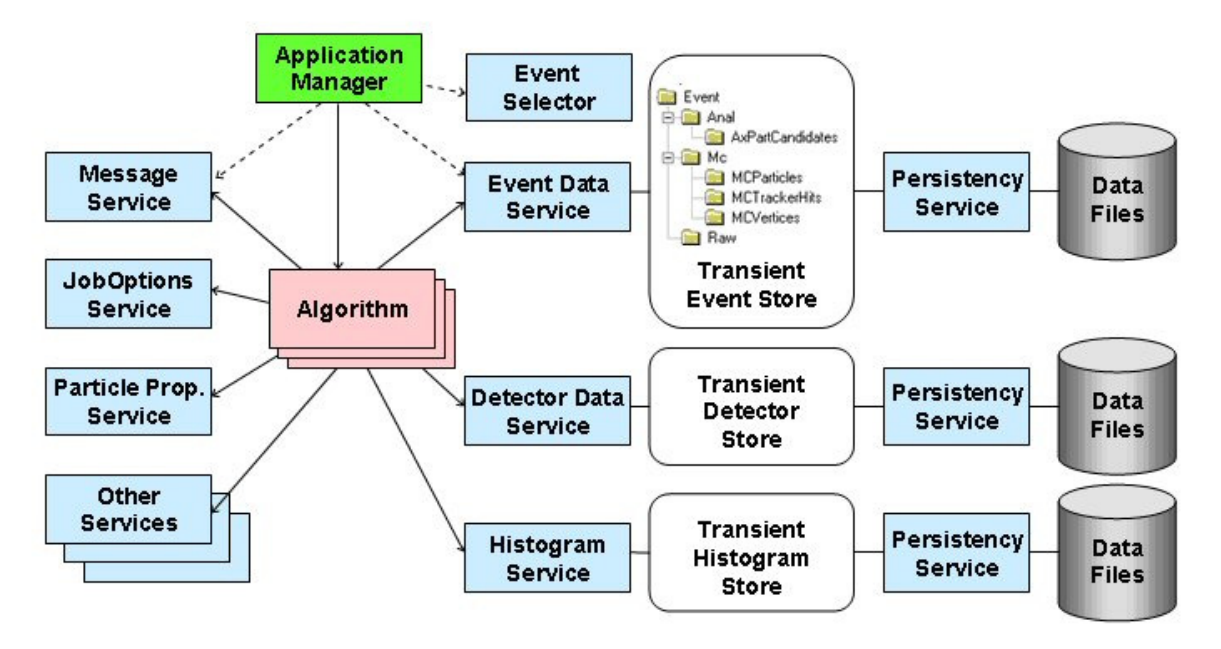 Application
Manager
Event
Selector
Event
Anal
AxPartCandidates
Mc
MCParticles
MCTrackerHits
MCVertices
Raw
Transient
Event Store
Message
Service
Event Data
Service
Persistency
Service
Data
Files
JobOptions
Service
Algorithm
Particle Prop.
Service
Detector Data
Service
Transient
Detector
Store
Persistency
Service
Data
Files
Other
Services
Histogram
Service
Transient
Histogram
Store
Persistency
Service
Data
Files